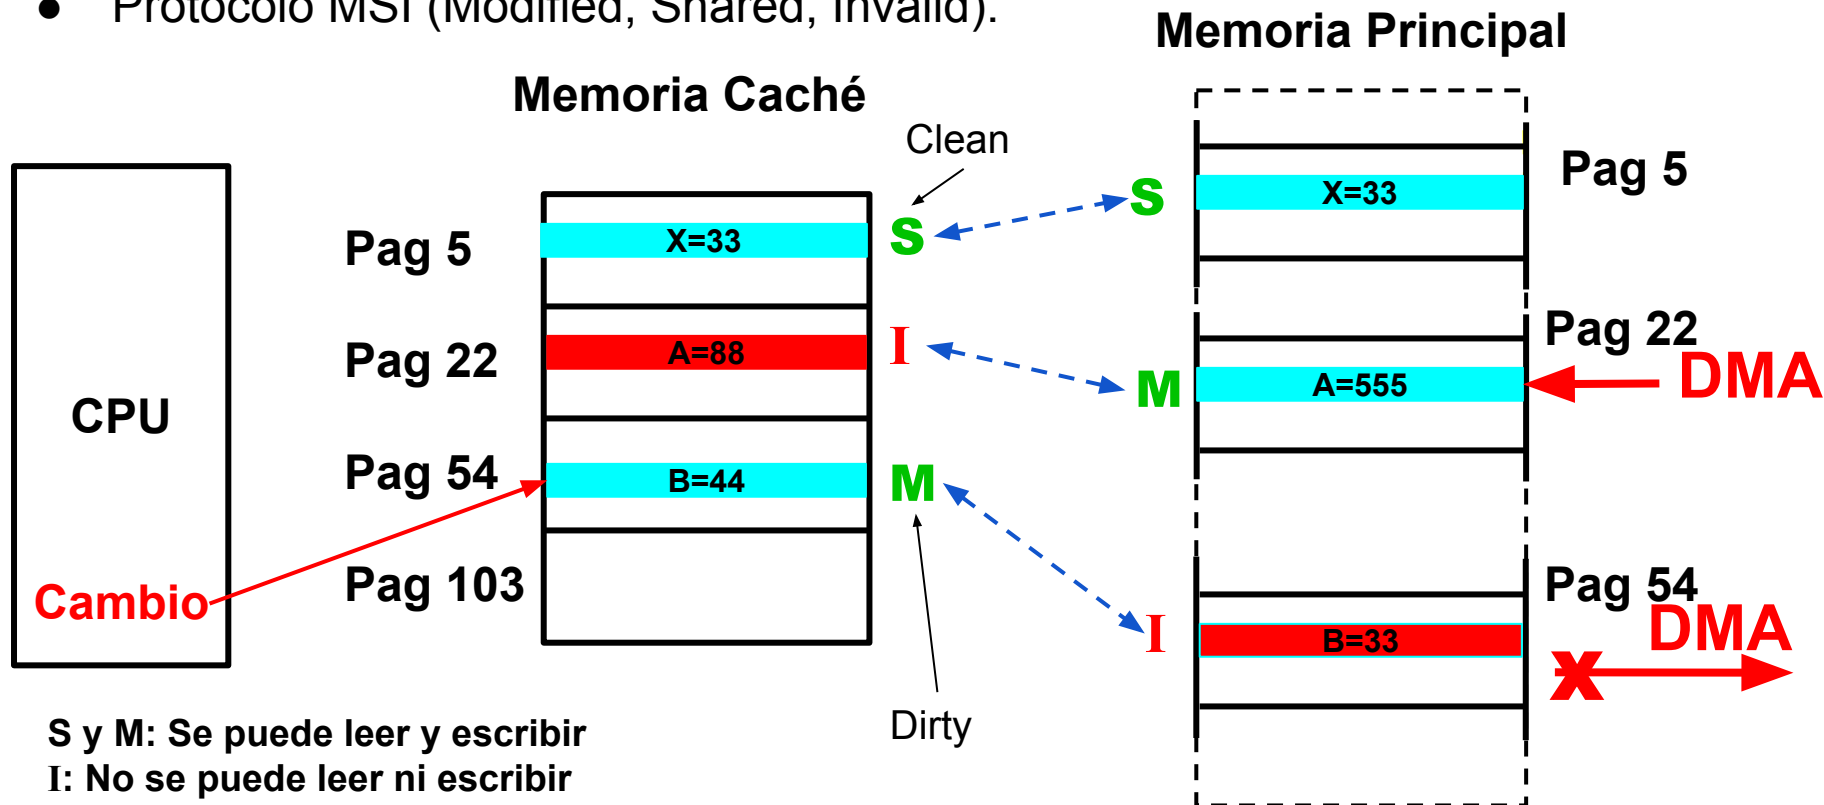 ● Protocolo MSI (Modified, Shared, Invalid).
Memoria Principal
Memoria Caché
Clean
Pag 5
X=33
S
S
X=33
Pag 5
Pag 22
A=88
I
M
A=555
Pag 22
DMA
CPU
Pag 54
B=44
M
Cambio
Pag 103
I
B=33
Pag 54
DMA
X
Dirty
S y M: Se puede leer y escribir
I: No se puede leer ni escribir